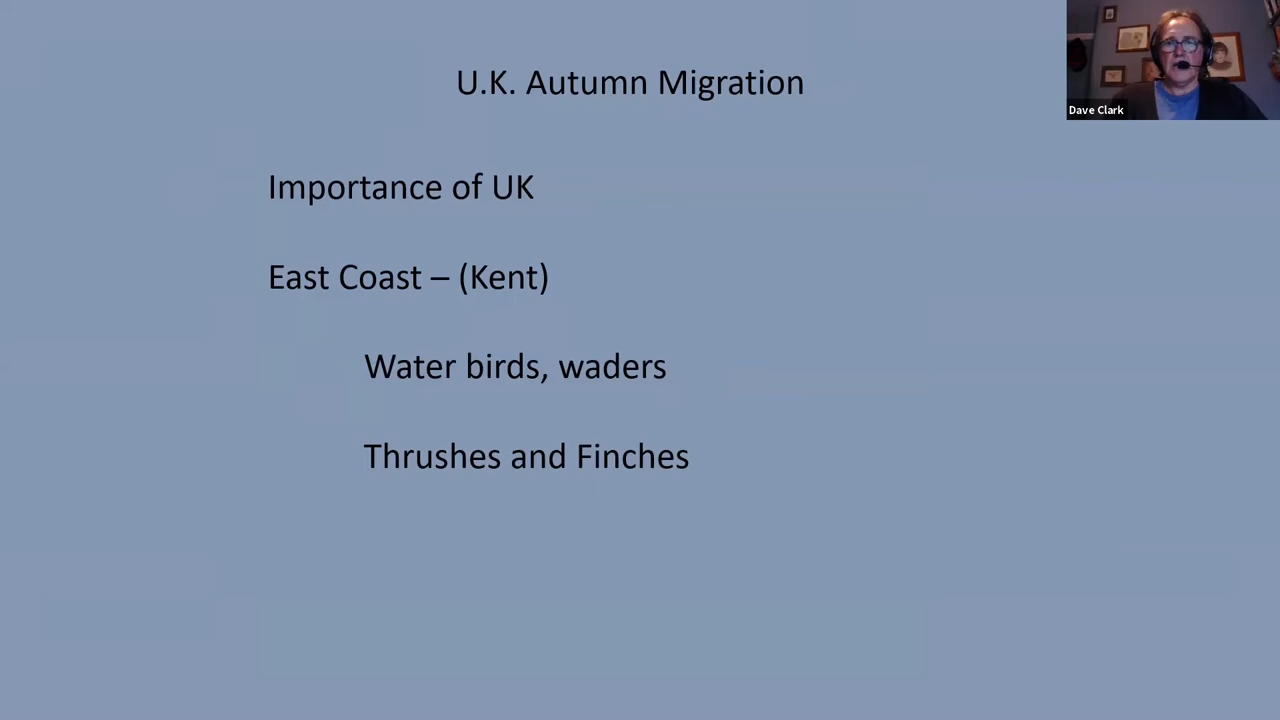 U.K. Autumn Migration
Dave Clark
Importance of UK
East Coast – (Kent)
Water birds, waders
Thrushes and Finches